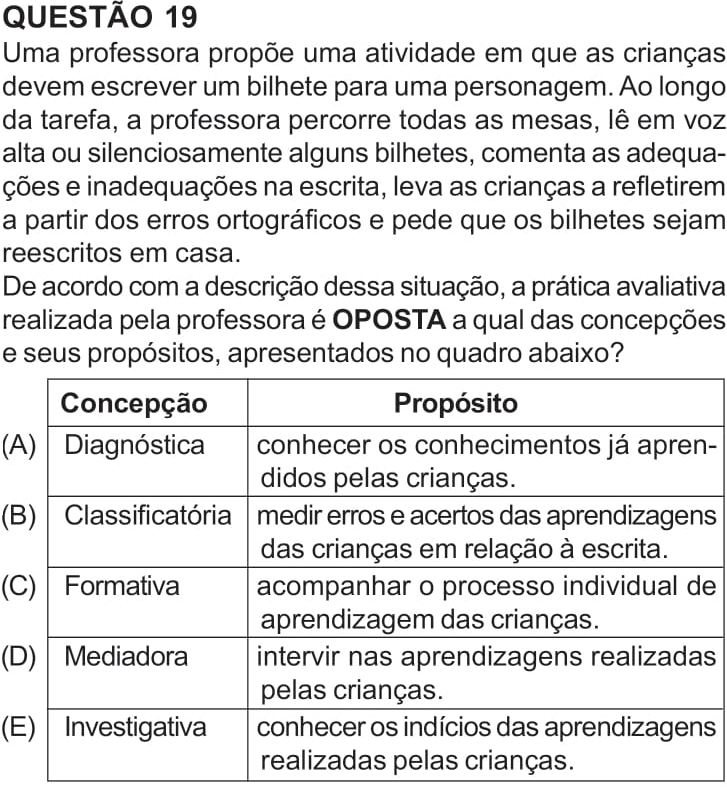 QUESTÃO 19
Uma professora propõe uma atividade em que as crianças
devem escrever um bilhete para uma personagem. Ao longo
da tarefa, a professora percorre todas as mesas, lê em voz
alta ou silenciosamente alguns bilhetes, comenta as adequa-
ções e inadequações na escrita, leva as crianças a refletirem
a partir dos erros ortográficos e pede que os bilhetes sejam
reescritos em casa.
De acordo com a descrição dessa situação, a prática avaliativa
realizada pela professora é OPOSTA a qual das concepções
e seus propósitos, apresentados no quadro abaixo?
Concepção Propósito
(A) Diagnóstica conhecer os conhecimentos já apren-
didos pelas crianças.
(B) Classificatória medir erros e acertos das aprendizagens
das crianças em relação à escrita.
(C) Formativa acompanhar o processo individual de
aprendizagem das crianças.
(D) Mediadora intervir nas aprendizagens realizadas
pelas crianças.
(E) Investigativa conhecer os indícios das aprendizagens
realizadas pelas crianças.